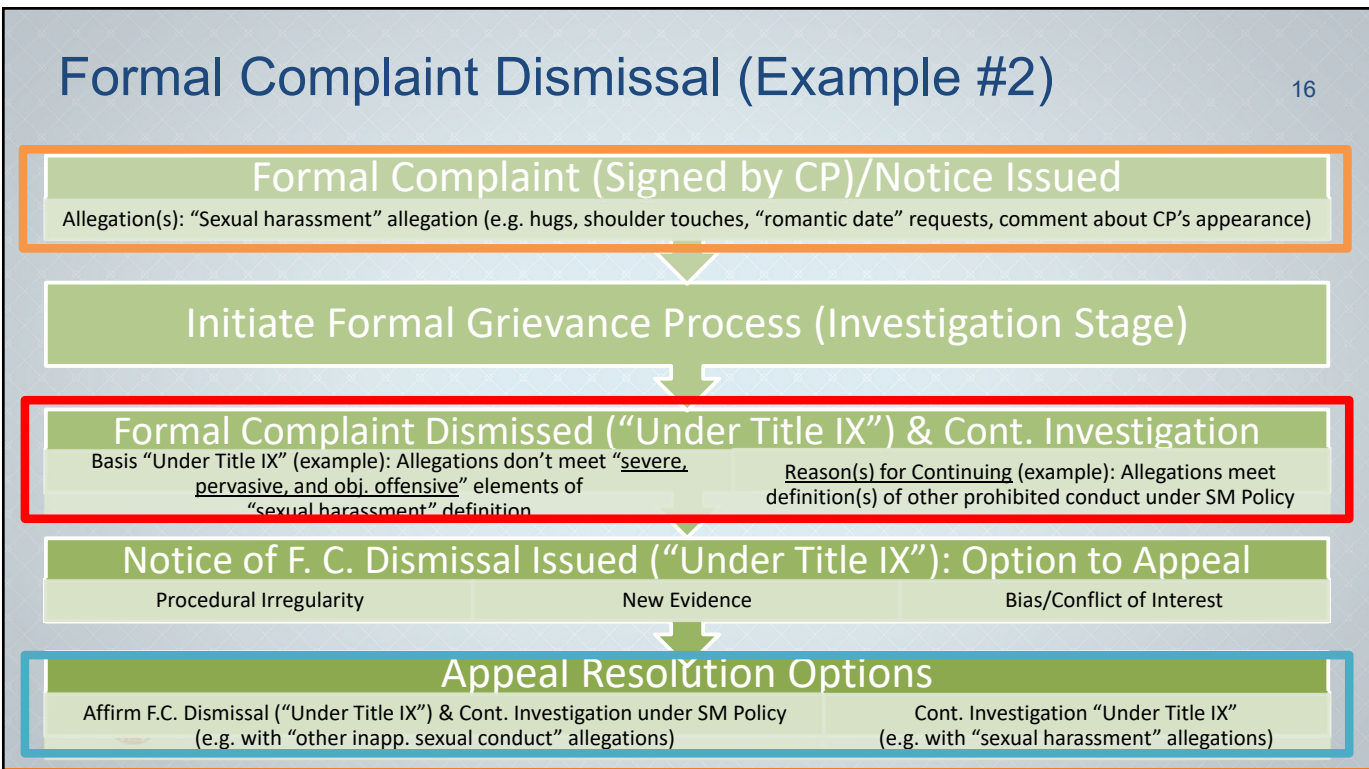 Formal Complaint Dismissal (Example #2)
16
Formal Complaint (Signed by CP)/Notice Issued
Allegation(s): “Sexual harassment” allegation (e.g. hugs, shoulder touches, “romantic date” requests, comment about CP’s appearance)
Initiate Formal Grievance Process (Investigation Stage)
Formal Complaint Dismissed (“Under Title IX”) & Cont. Investigation
Basis “Under Title IX” (example): Allegations don’t meet “severe,
pervasive, and obj. offensive” elements of
“sexual harassment” definition
Reason(s) for Continuing (example): Allegations meet
definition(s) of other prohibited conduct under SM Policy
Notice of F. C. Dismissal Issued (“Under Title IX”): Option to Appeal
Procedural Irregularity
New Evidence
Bias/Conflict of Interest
Appeal Resolution Options
Affirm F.C. Dismissal (“Under Title IX”) & Cont. Investigation under SM Policy
(e.g. with “other inapp. sexual conduct” allegations)
Cont. Investigation “Under Title IX”
(e.g. with “sexual harassment” allegations)